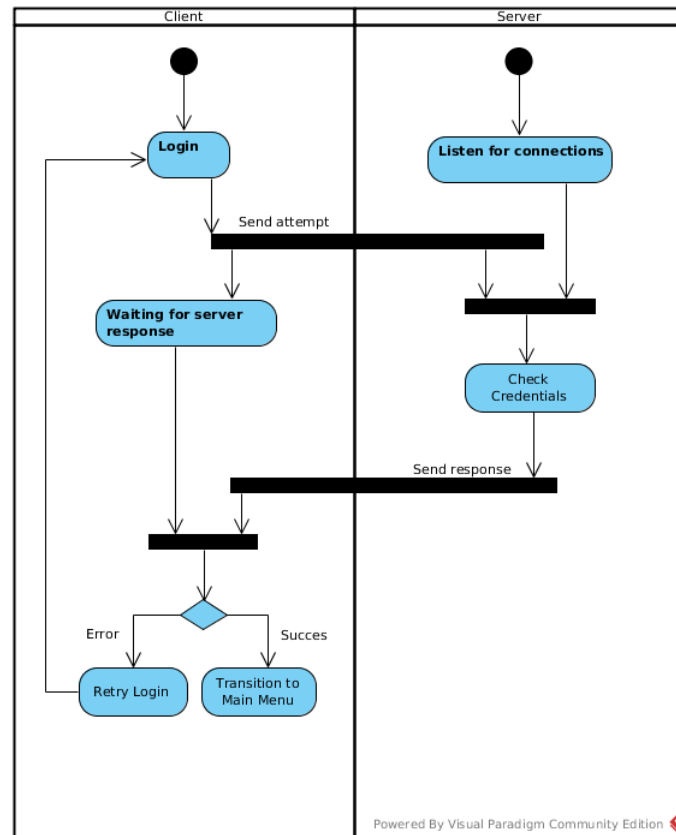 Client
Server
Login
Listen for connections
Send attempt
Waiting for server
response
Check
Credentials
Send response
Error
Succes
Retry Login
Transition to
Main Menu
Powered By Visual Paradigm Community Edition